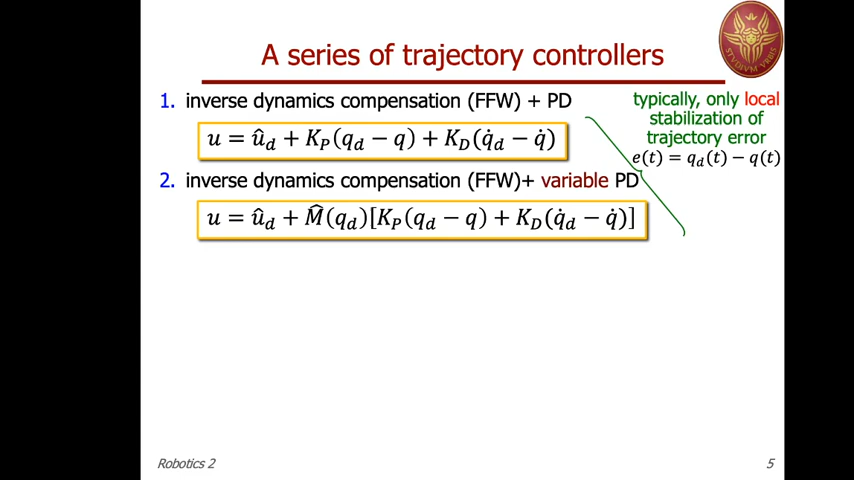 A series of trajectory controllers
1. inverse dynamics compensation (FFW) + PD
u = û_d + K_P(q_d − q) + K_D(q̇_d − q̇)
typically, only local
stabilization of
trajectory error
e(t) = q_d(t) − q(t)
2. inverse dynamics compensation (FFW)+ variable PD
u = û_d + M̂(q_d)[K_P(q_d − q) + K_D(q̇_d − q̇)]
Robotics 2
5
STVDIVM VRBIS